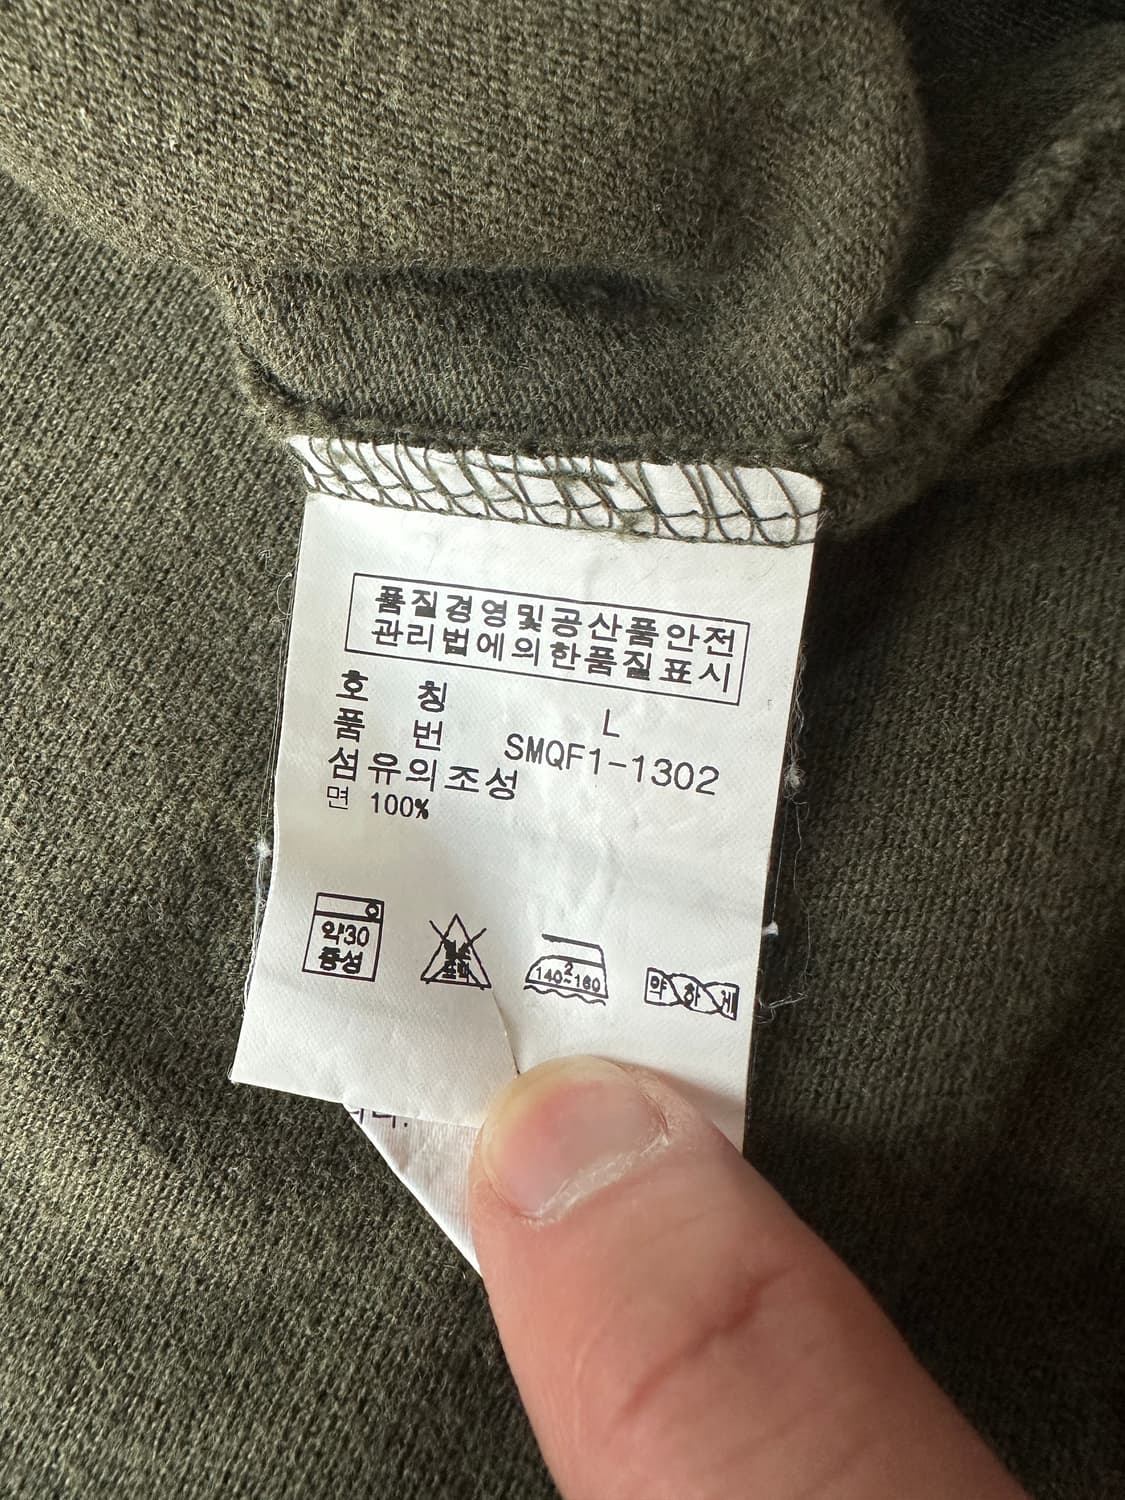 품질경영및공산품안전
관리법에의한품질표시
호 칭 L
품 번 SMQF1-1302
섬유의조성
면 100%
약30
중성
2
140~160
약하게